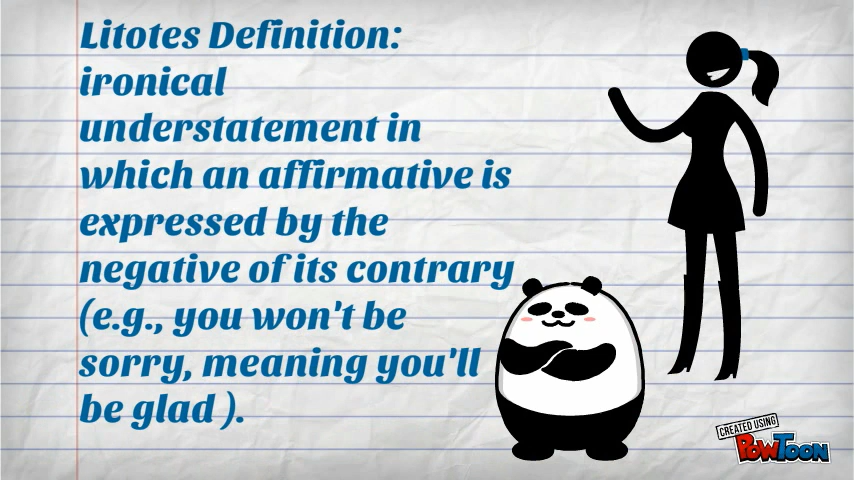 Litotes Definition:
ironical
understatement in
which an affirmative is
expressed by the
negative of its contrary
(e.g., you won't be
sorry, meaning you'll
be glad ).
CREATED USING
POWTOON